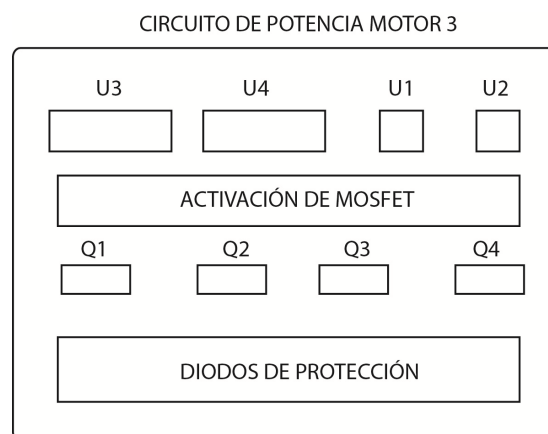 CIRCUITO DE POTENCIA MOTOR 3
U3 U4 U1 U2
ACTIVACIÓN DE MOSFET
Q1 Q2 Q3 Q4
DIODOS DE PROTECCIÓN